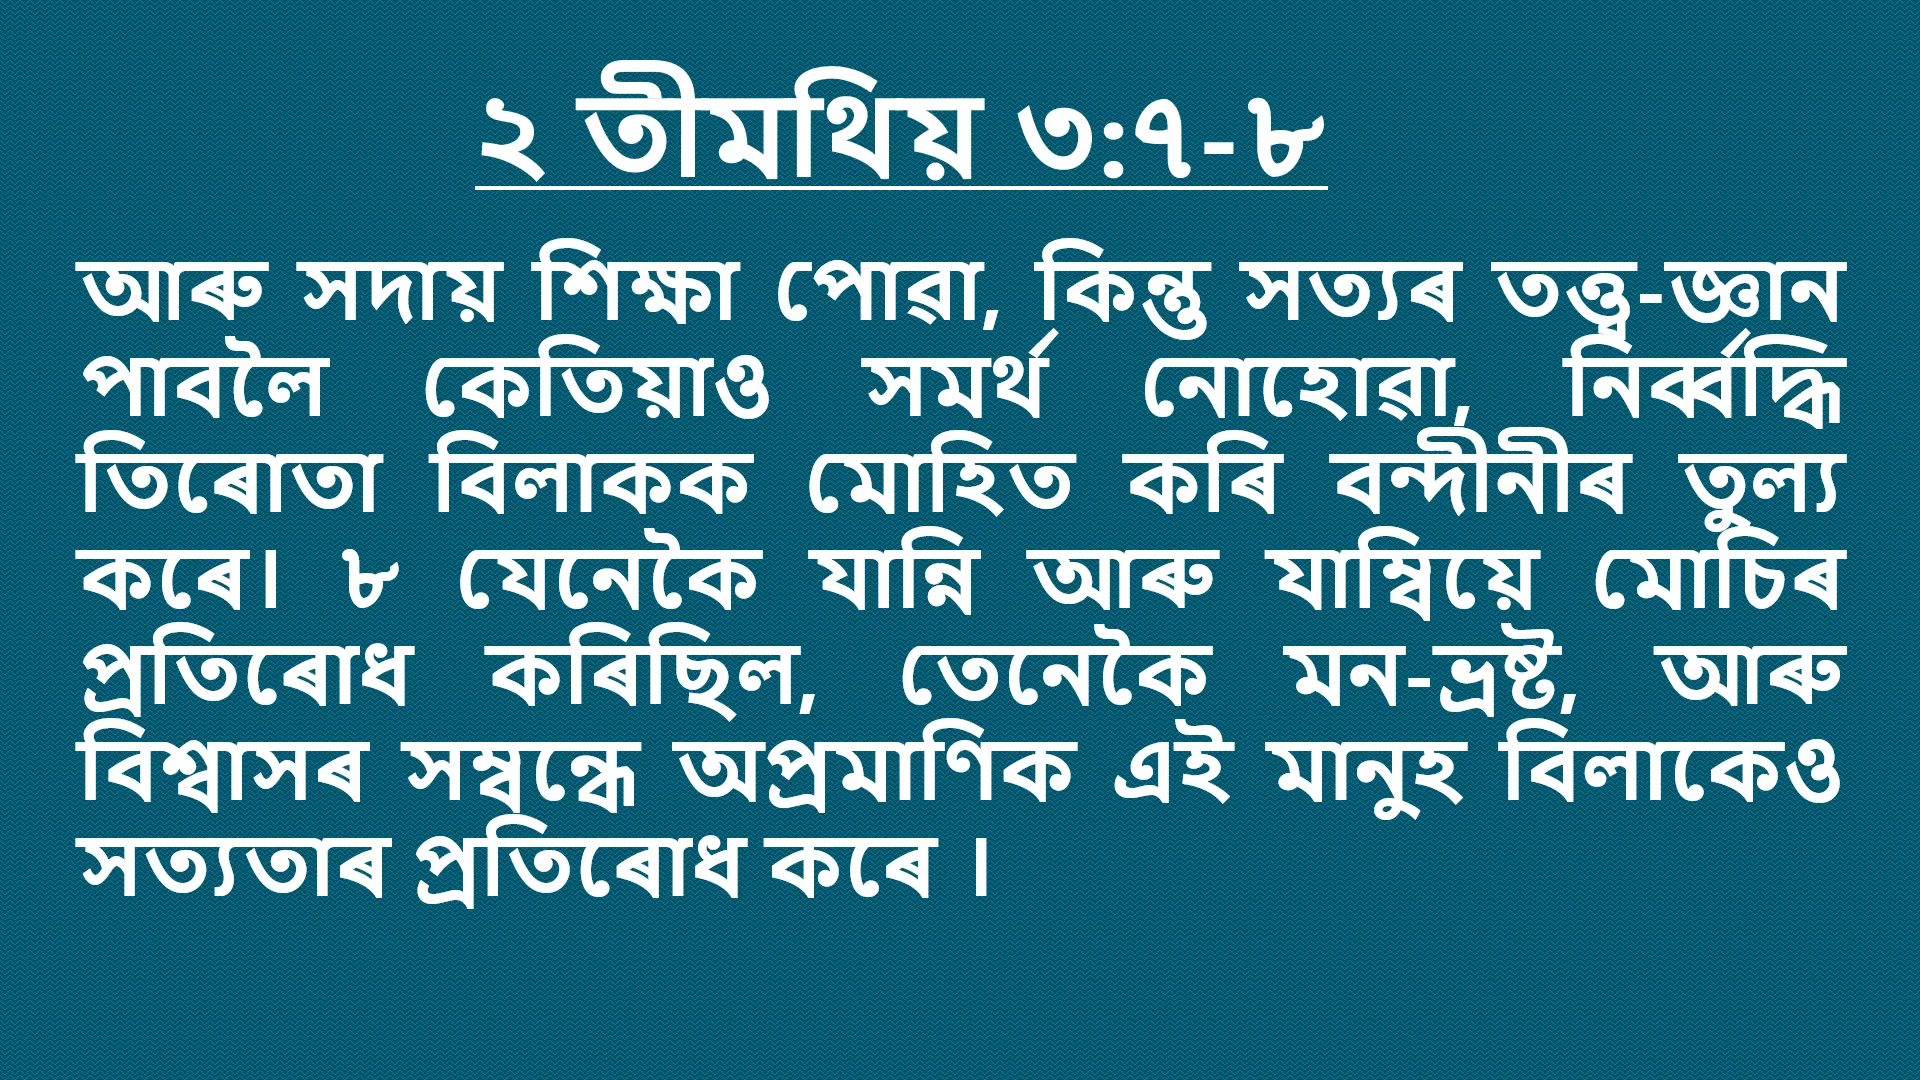 ২ তীমথিয় ৩:৭-৮
আৰু সদায় শিক্ষা পোৱা, কিন্তু সত্যৰ তত্ত্ব-জ্ঞান
পাবলৈ কেতিয়াও সমৰ্থ নোহোৱা, নিৰ্ব্বদ্ধি
তিৰোতা বিলাকক মোহিত কৰি বন্দীনীৰ তুল্য
কৰে। ৮ যেনেকৈ যান্নি আৰু যাম্বিয়ে মোচিৰ
প্ৰতিৰোধ কৰিছিল, তেনেকৈ মন-ভ্ৰষ্ট, আৰু
বিশ্বাসৰ সম্বন্ধে অপ্ৰমাণিক এই মানুহ বিলাকেও
সত্যতাৰ প্ৰতিৰোধ কৰে ।